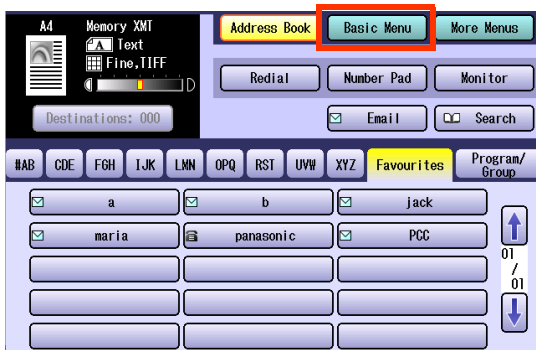 A4 Memory XMT
A Text
Fine,TIFF
D
Destinations: 000
Address Book Basic Menu More Menus
Redial Number Pad Monitor
Email Search
#AB CDE FGH IJK LMN OPQ RST UVW XYZ Favourites Program/
Group
a b jack
maria panasonic PCC
01
/
01